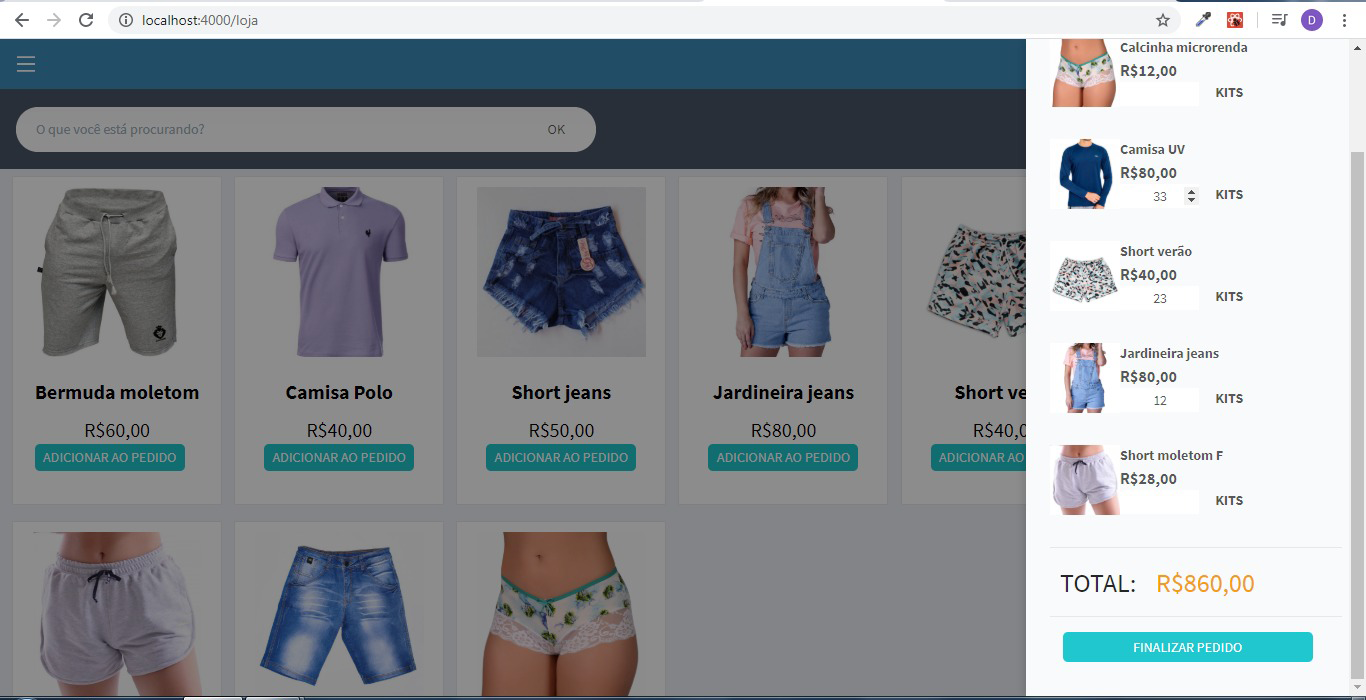 localhost:4000/loja
D
O que você está procurando?
OK
Bermuda moletom
R$60,00
ADICIONAR AO PEDIDO
Camisa Polo
R$40,00
ADICIONAR AO PEDIDO
Short jeans
R$50,00
ADICIONAR AO PEDIDO
Jardineira jeans
R$80,00
ADICIONAR AO PEDIDO
Short ve
R$40,0
ADICIONAR AO
Calcinha microrenda
R$12,00
KITS
Camisa UV
R$80,00
33
KITS
Short verão
R$40,00
23
KITS
Jardineira jeans
R$80,00
12
KITS
Short moletom F
R$28,00
KITS
TOTAL: R$860,00
FINALIZAR PEDIDO